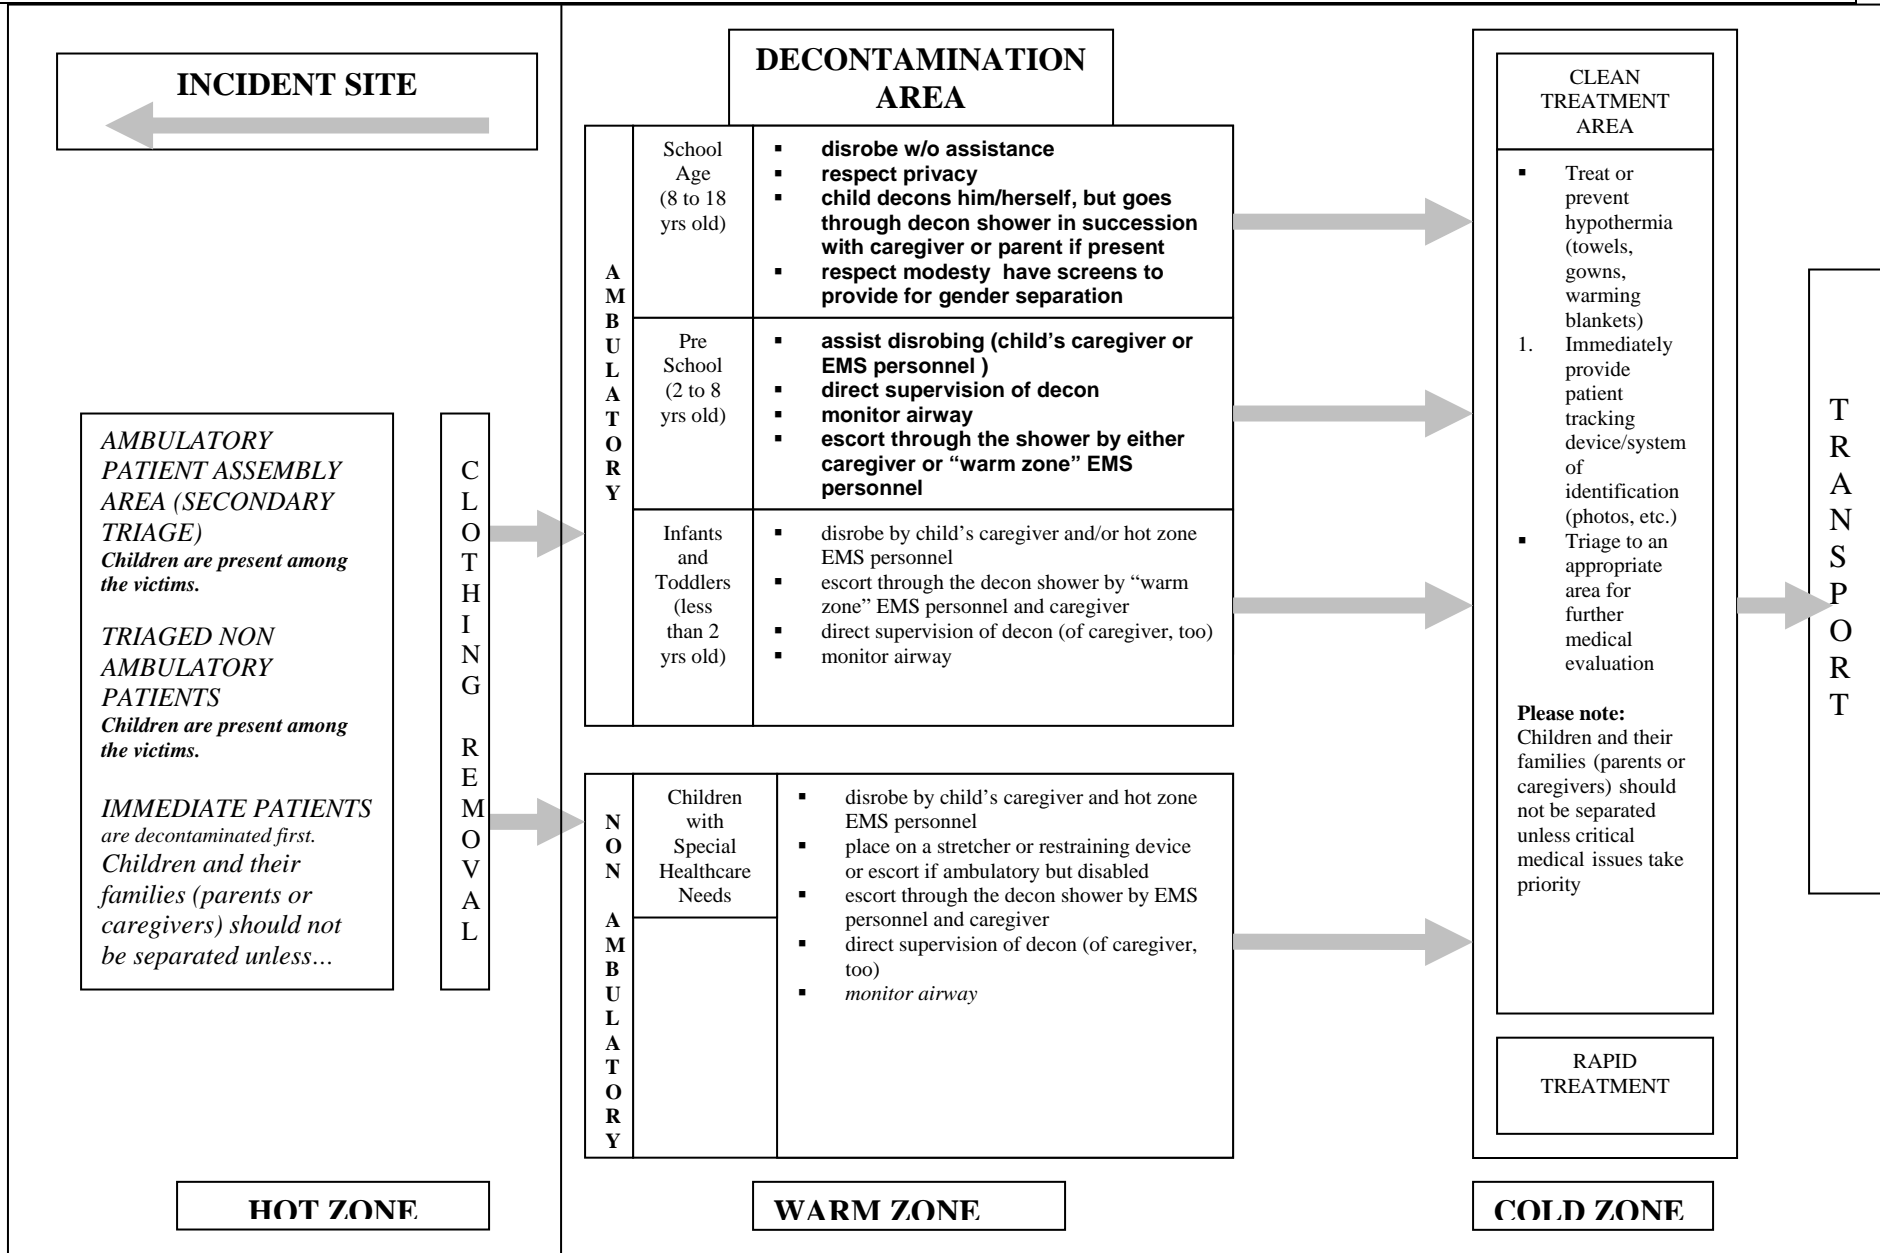 INCIDENT SITE
AMBULATORY
PATIENT ASSEMBLY
AREA (SECONDARY
TRIAGE)
Children are present among
the victims.
TRIAGED NON
AMBULATORY
PATIENTS
Children are present among
the victims.
IMMEDIATE PATIENTS
are decontaminated first.
Children and their
families (parents or
caregivers) should not
be separated unless…
CLOTHING REMOVAL
HOT ZONE
DECONTAMINATION
AREA
AMBULATORY
School
Age
(8 to 18
yrs old)
▪ disrobe w/o assistance
▪ respect privacy
▪ child decons him/herself, but goes
through decon shower in succession
with caregiver or parent if present
▪ respect modesty have screens to
provide for gender separation
Pre
School
(2 to 8
yrs old)
▪ assist disrobing (child’s caregiver or
EMS personnel )
▪ direct supervision of decon
▪ monitor airway
▪ escort through the shower by either
caregiver or “warm zone” EMS
personnel
Infants
and
Toddlers
(less
than 2
yrs old)
▪ disrobe by child’s caregiver and/or hot zone
EMS personnel
▪ escort through the decon shower by “warm
zone” EMS personnel and caregiver
▪ direct supervision of decon (of caregiver, too)
▪ monitor airway
NON AMBULATORY
Children
with
Special
Healthcare
Needs
▪ disrobe by child’s caregiver and hot zone
EMS personnel
▪ place on a stretcher or restraining device
or escort if ambulatory but disabled
▪ escort through the decon shower by EMS
personnel and caregiver
▪ direct supervision of decon (of caregiver,
too)
▪ monitor airway
WARM ZONE
CLEAN
TREATMENT
AREA
▪ Treat or
prevent
hypothermia
(towels,
gowns,
warming
blankets)
1. Immediately
provide
patient
tracking
device/system
of
identification
(photos, etc.)
▪ Triage to an
appropriate
area for
further
medical
evaluation
Please note:
Children and their
families (parents or
caregivers) should
not be separated
unless critical
medical issues take
priority
RAPID
TREATMENT
COLD ZONE
TRANSPORT